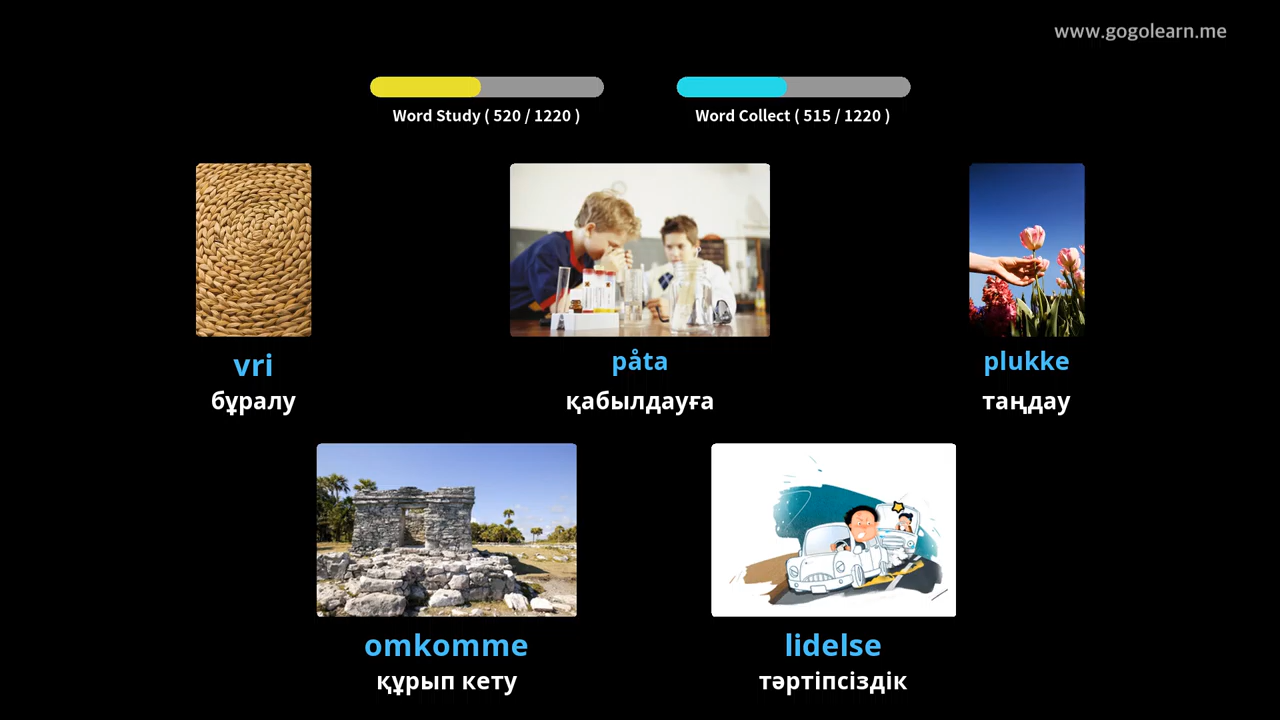 www.gogolearn.me
Word Study ( 520 / 1220 )
Word Collect ( 515 / 1220 )
vri
påta
plukke
бұралу
қабылдауға
таңдау
omkomme
lidelse
құрып кету
тәртіпсіздік